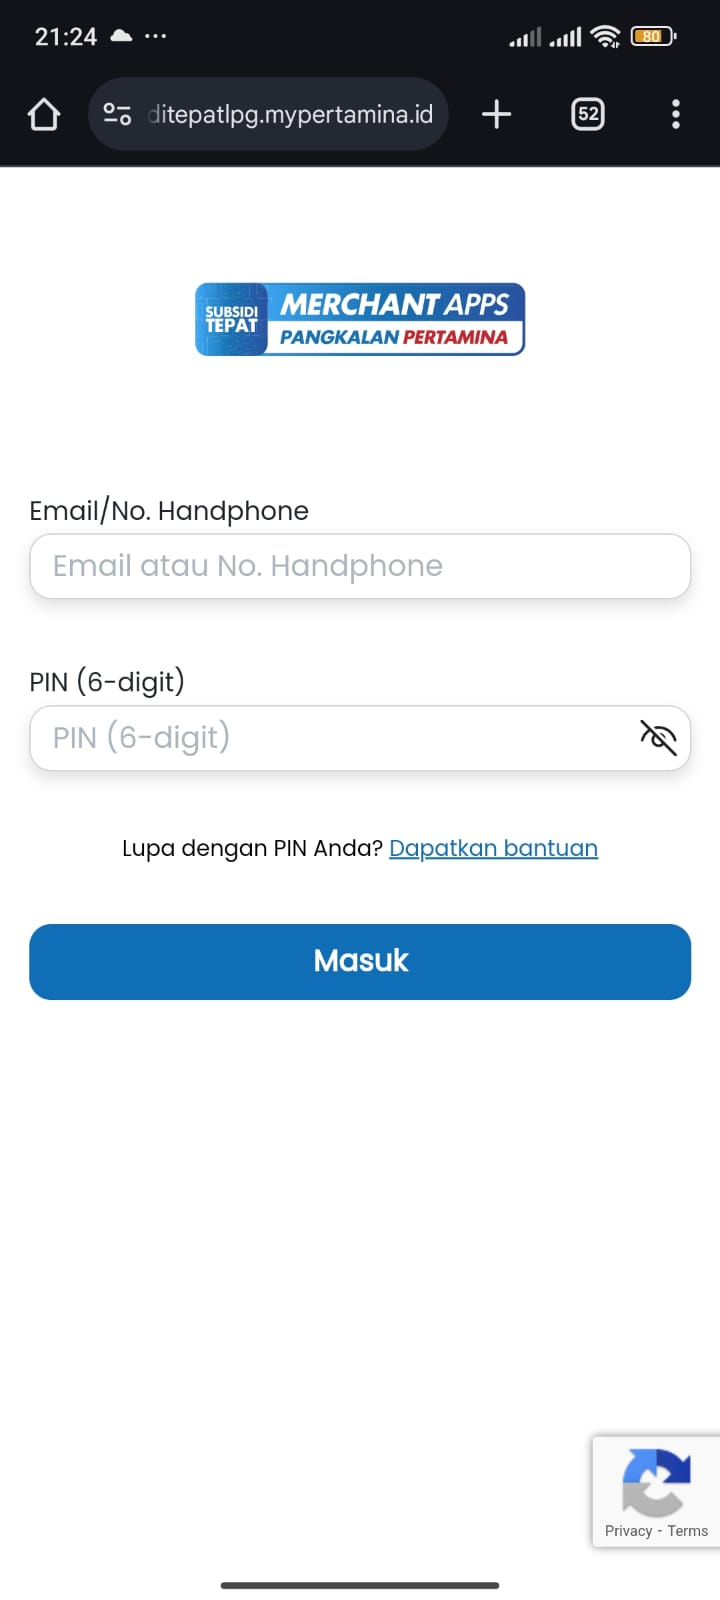 21:24
80
ditepatlpg.mypertamina.id
52
SUBSIDI
TEPAT
MERCHANT APPS
PANGKALAN PERTAMINA
Email/No. Handphone
Email atau No. Handphone
PIN (6-digit)
PIN (6-digit)
Lupa dengan PIN Anda? Dapatkan bantuan
Masuk
Privacy - Terms